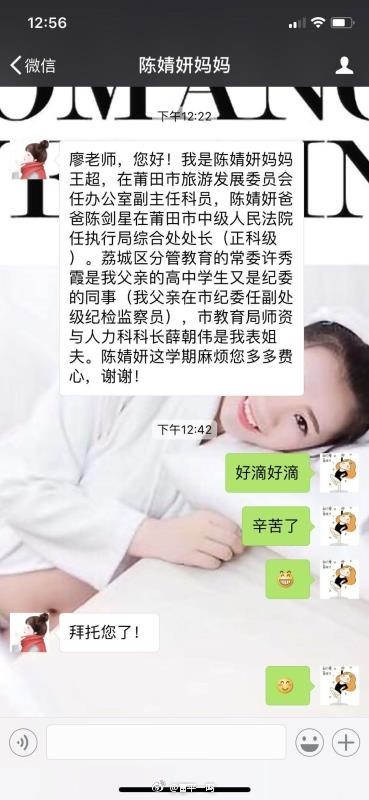 12:56
微信
陈婧妍妈妈
下午12:22
廖老师，您好！我是陈婧妍妈妈
王超，在莆田市旅游发展委员会
任办公室副主任科员，陈婧妍爸
爸陈剑星在莆田市中级人民法院
任执行局综合处处长（正科级
）。荔城区分管教育的常委许秀
霞是我父亲的高中学生又是纪委
的同事（我父亲在市纪委任副处
级纪检监察员），市教育局师资
与人力科科长薛朝伟是我表姐
夫。陈婧妍这学期麻烦您多多费
心，谢谢！
下午12:42
好滴好滴
辛苦了
拜托您了！